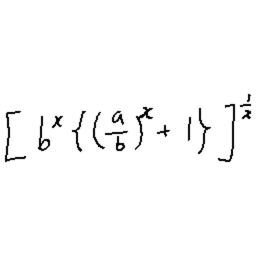 [ b^x { (a/b)^x + 1 } ]^{1/x}